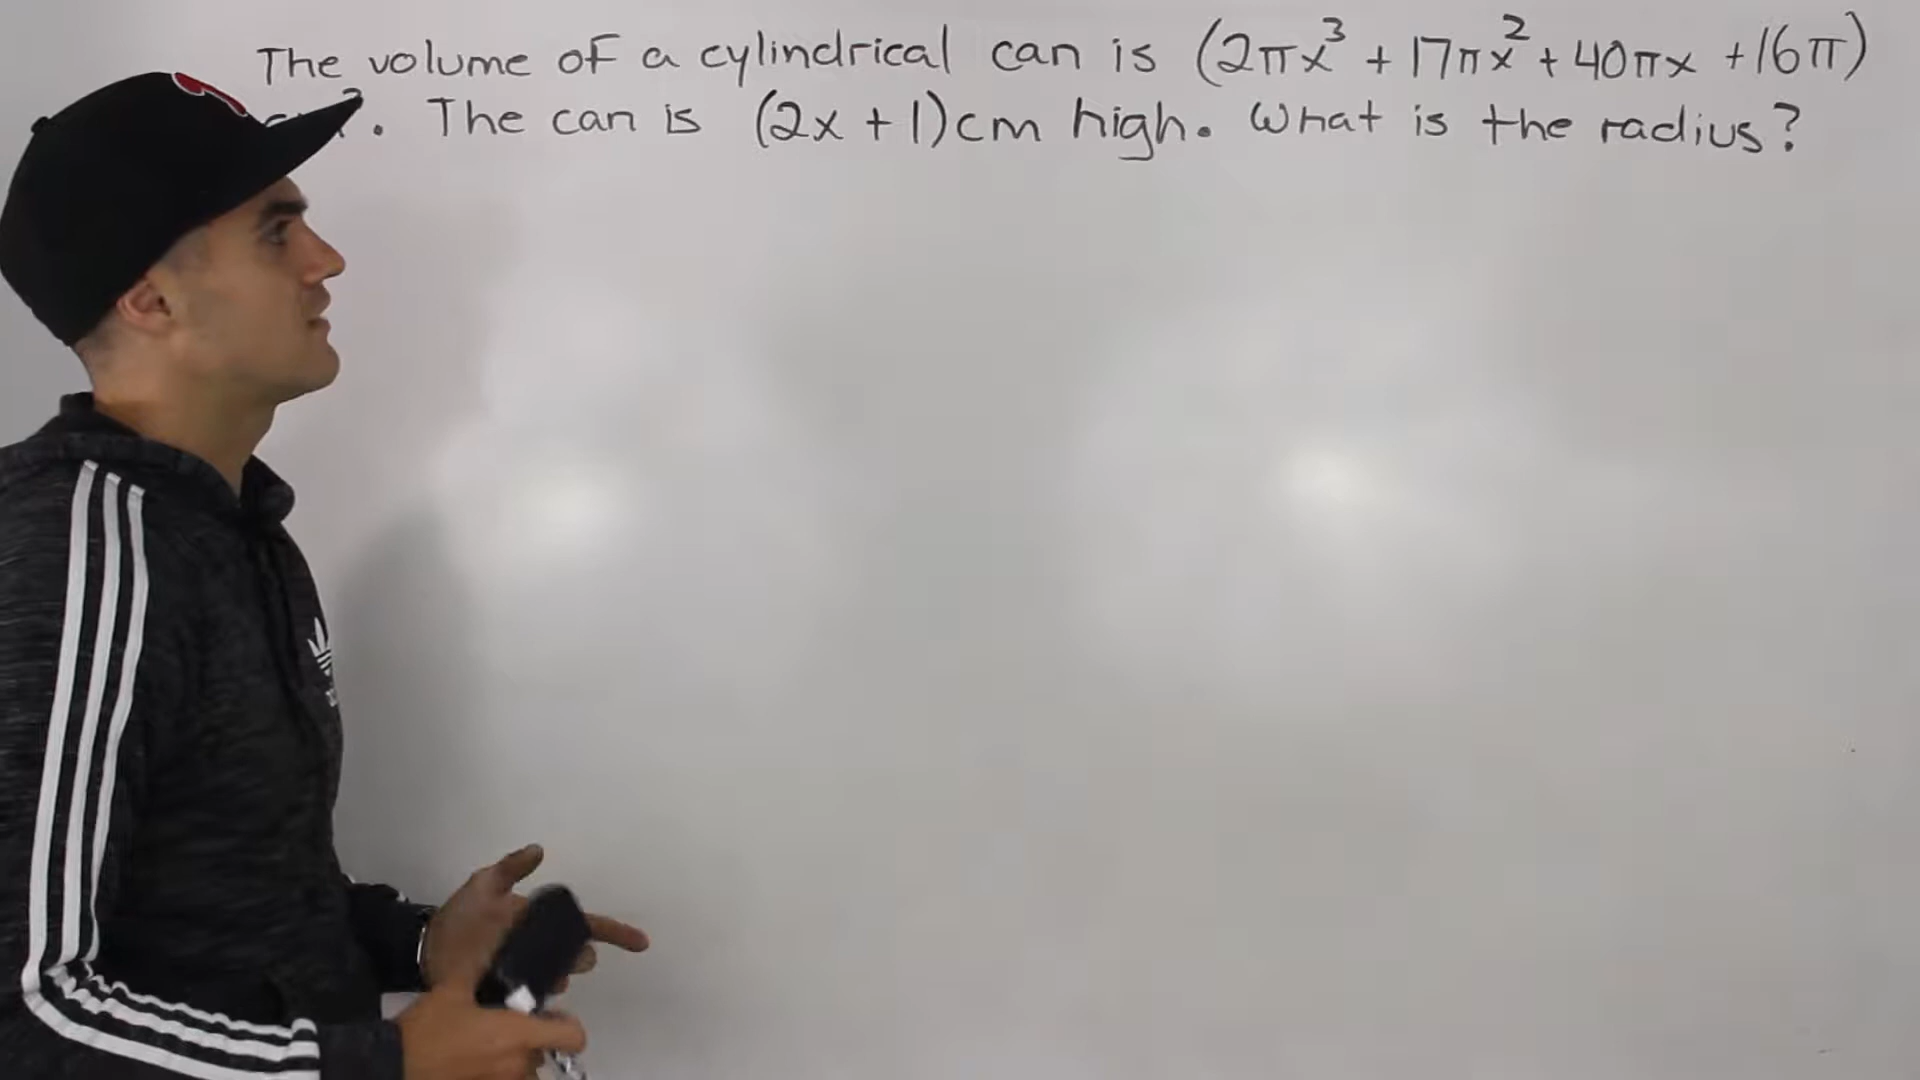 The volume of a cylindrical can is (2πx³ + 17πx² + 40πx + 16π)
. The can is (2x + 1)cm high. What is the radius?